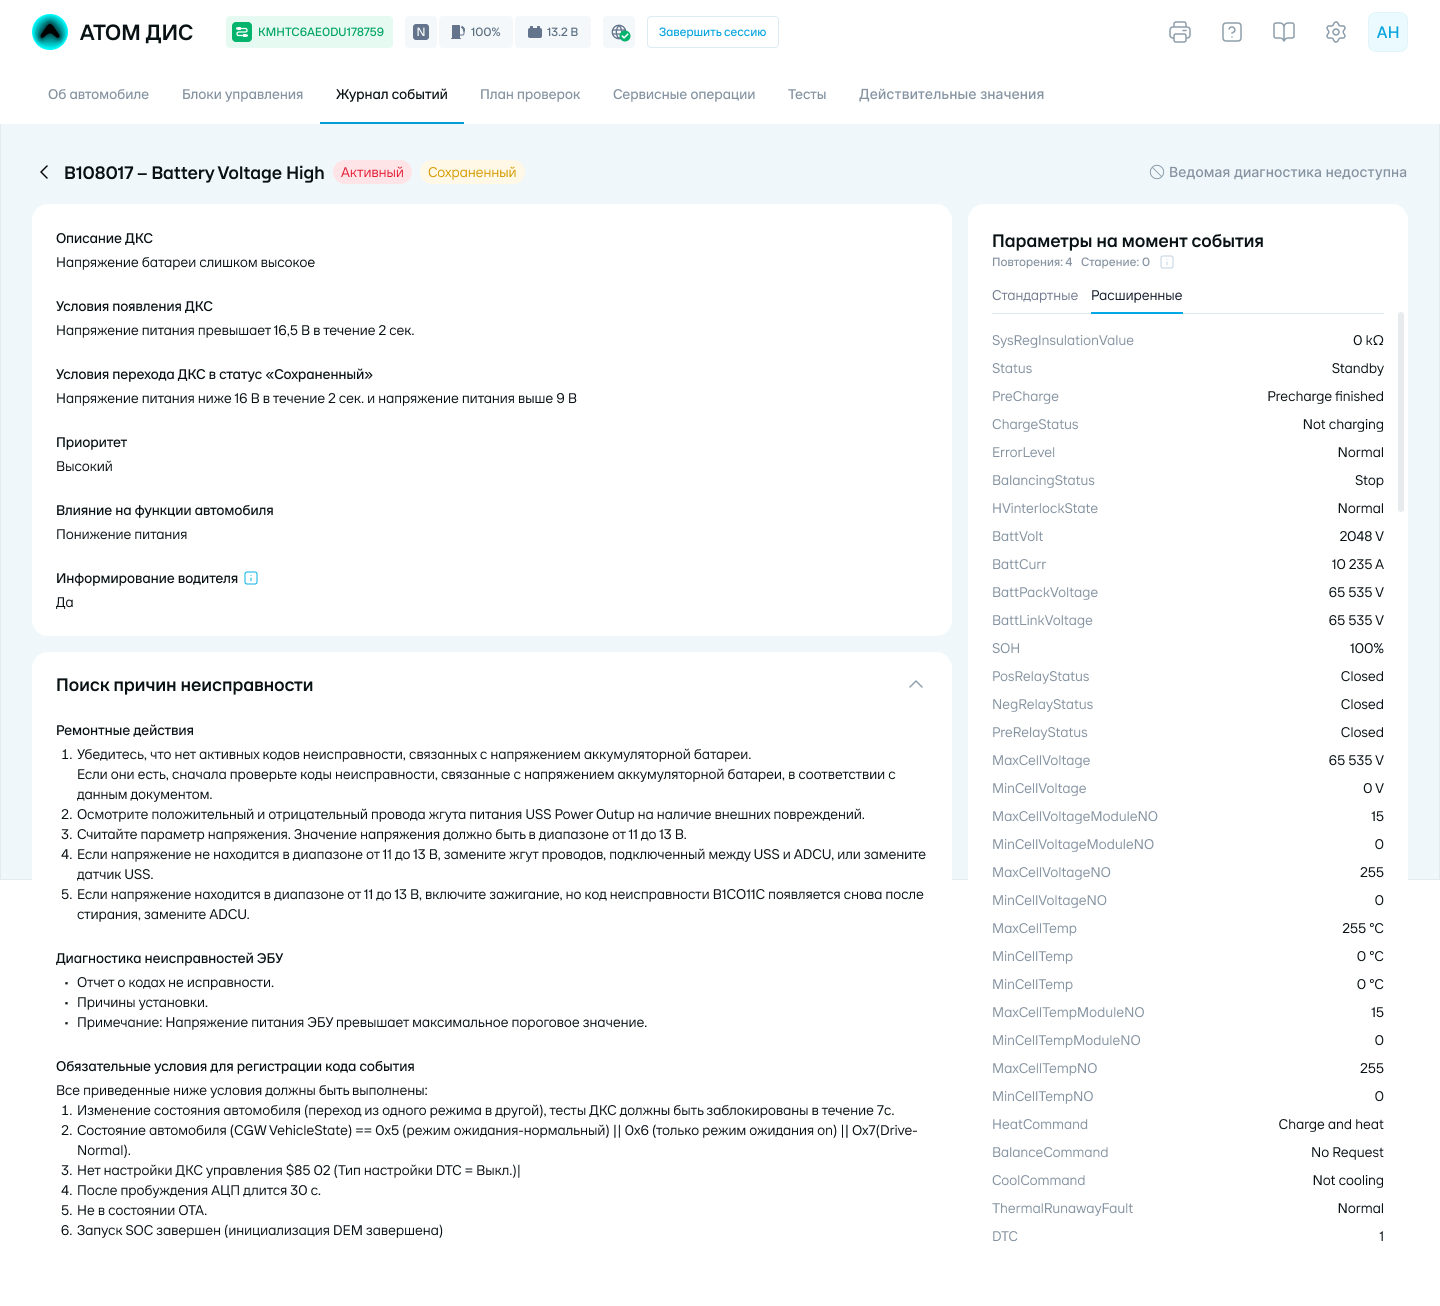 АТОМ ДИС
KMHTC6AE0DU178759
N
100%
13.2 В
Завершить сессию
АН
Об автомобиле
Блоки управления
Журнал событий
План проверок
Сервисные операции
Тесты
Действительные значения
B108017 – Battery Voltage High
Активный
Сохраненный
Ведомая диагностика недоступна
Описание ДКС
Напряжение батареи слишком высокое
Условия появления ДКС
Напряжение питания превышает 16,5 В в течение 2 сек.
Условия перехода ДКС в статус «Сохраненный»
Напряжение питания ниже 16 В в течение 2 сек. и напряжение питания выше 9 В
Приоритет
Высокий
Влияние на функции автомобиля
Понижение питания
Информирование водителя
Да
Поиск причин неисправности
Ремонтные действия
1. Убедитесь, что нет активных кодов неисправности, связанных с напряжением аккумуляторной батареи.
Если они есть, сначала проверьте коды неисправности, связанные с напряжением аккумуляторной батареи, в соответствии с
данным документом.
2. Осмотрите положительный и отрицательный провода жгута питания USS Power Outup на наличие внешних повреждений.
3. Считайте параметр напряжения. Значение напряжения должно быть в диапазоне от 11 до 13 В.
4. Если напряжение не находится в диапазоне от 11 до 13 В, замените жгут проводов, подключенный между USS и ADCU, или замените
датчик USS.
5. Если напряжение находится в диапазоне от 11 до 13 В, включите зажигание, но код неисправности B1C011C появляется снова после
стирания, замените ADCU.
Диагностика неисправностей ЭБУ
• Отчет о кодах не исправности.
• Причины установки.
• Примечание: Напряжение питания ЭБУ превышает максимальное пороговое значение.
Обязательные условия для регистрации кода события
Все приведенные ниже условия должны быть выполнены:
1. Изменение состояния автомобиля (переход из одного режима в другой), тесты ДКС должны быть заблокированы в течение 7с.
2. Состояние автомобиля (CGW VehicleState) == 0x5 (режим ожидания-нормальный) || 0x6 (только режим ожидания on) || 0x7(Drive-
Normal).
3. Нет настройки ДКС управления $85 02 (Тип настройки DTC = Выкл.)|
4. После пробуждения АЦП длится 30 с.
5. Не в состоянии OTA.
6. Запуск SOC завершен (инициализация DEM завершена)
Параметры на момент события
Повторения: 4 Старение: 0
Стандартные
Расширенные
SysRegInsulationValue 0 kΩ
Status Standby
PreCharge Precharge finished
ChargeStatus Not charging
ErrorLevel Normal
BalancingStatus Stop
HVinterlockState Normal
BattVolt 2048 V
BattCurr 10 235 A
BattPackVoltage 65 535 V
BattLinkVoltage 65 535 V
SOH 100%
PosRelayStatus Closed
NegRelayStatus Closed
PreRelayStatus Closed
MaxCellVoltage 65 535 V
MinCellVoltage 0 V
MaxCellVoltageModuleNO 15
MinCellVoltageModuleNO 0
MaxCellVoltageNO 255
MinCellVoltageNO 0
MaxCellTemp 255 °C
MinCellTemp 0 °C
MinCellTemp 0 °C
MaxCellTempModuleNO 15
MinCellTempModuleNO 0
MaxCellTempNO 255
MinCellTempNO 0
HeatCommand Charge and heat
BalanceCommand No Request
CoolCommand Not cooling
ThermalRunawayFault Normal
DTC 1